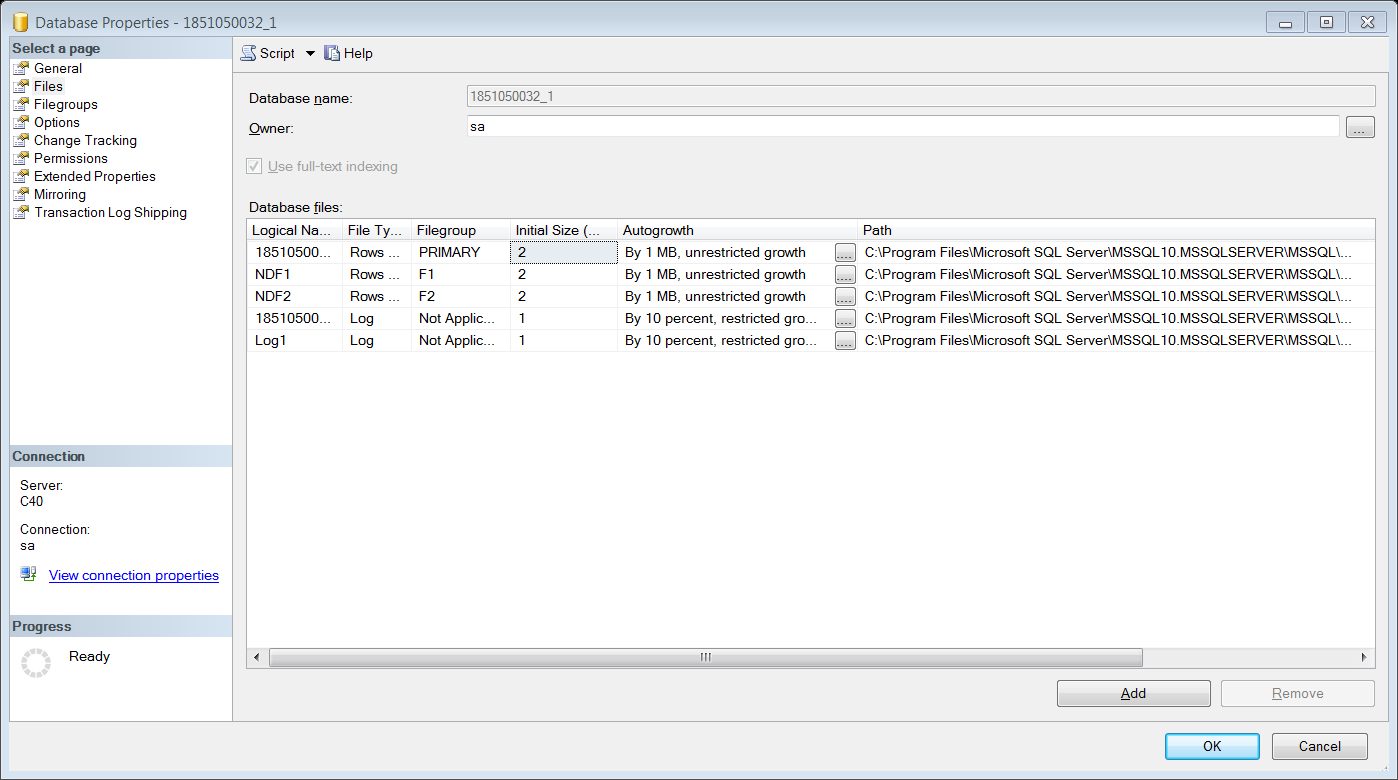 Database Properties - 1851050032_1
Select a page
General
Files
Filegroups
Options
Change Tracking
Permissions
Extended Properties
Mirroring
Transaction Log Shipping
Connection
Server:
C40
Connection:
sa
View connection properties
Progress
Ready
Script Help
Database name: 1851050032_1
Owner: sa ...
Use full-text indexing
Database files:
Logical Na... File Ty... Filegroup Initial Size (... Autogrowth Path
18510500... Rows ... PRIMARY 2 By 1 MB, unrestricted growth .... C:\Program Files\Microsoft SQL Server\MSSQL10.MSSQLSERVER\MSSQL\...
NDF1 Rows ... F1 2 By 1 MB, unrestricted growth .... C:\Program Files\Microsoft SQL Server\MSSQL10.MSSQLSERVER\MSSQL\...
NDF2 Rows ... F2 2 By 1 MB, unrestricted growth .... C:\Program Files\Microsoft SQL Server\MSSQL10.MSSQLSERVER\MSSQL\...
18510500... Log Not Applic... 1 By 10 percent, restricted gro... .... C:\Program Files\Microsoft SQL Server\MSSQL10.MSSQLSERVER\MSSQL\...
Log1 Log Not Applic... 1 By 10 percent, restricted gro... .... C:\Program Files\Microsoft SQL Server\MSSQL10.MSSQLSERVER\MSSQL\...
Add Remove
OK Cancel